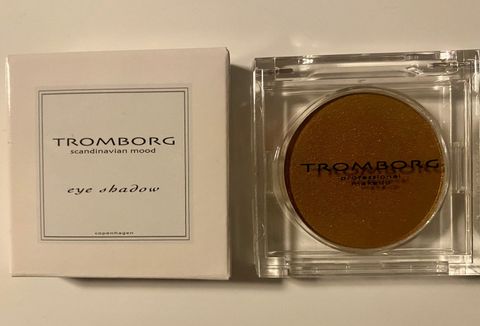 TROMBORG
scandinavian mood
eye shadow
copenhagen
TROMBORG
professional
makeup